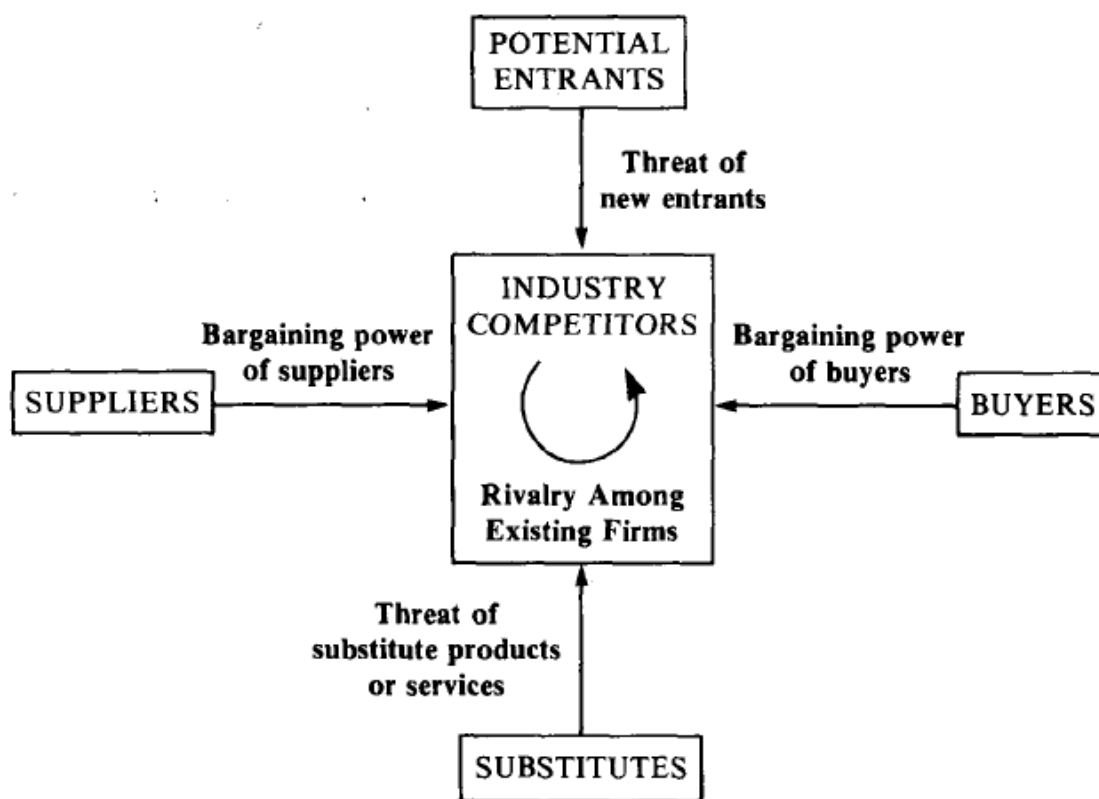 POTENTIAL
ENTRANTS
Threat of
new entrants
INDUSTRY
COMPETITORS
Bargaining power
of suppliers
SUPPLIERS
Bargaining power
of buyers
BUYERS
Rivalry Among
Existing Firms
Threat of
substitute products
or services
SUBSTITUTES